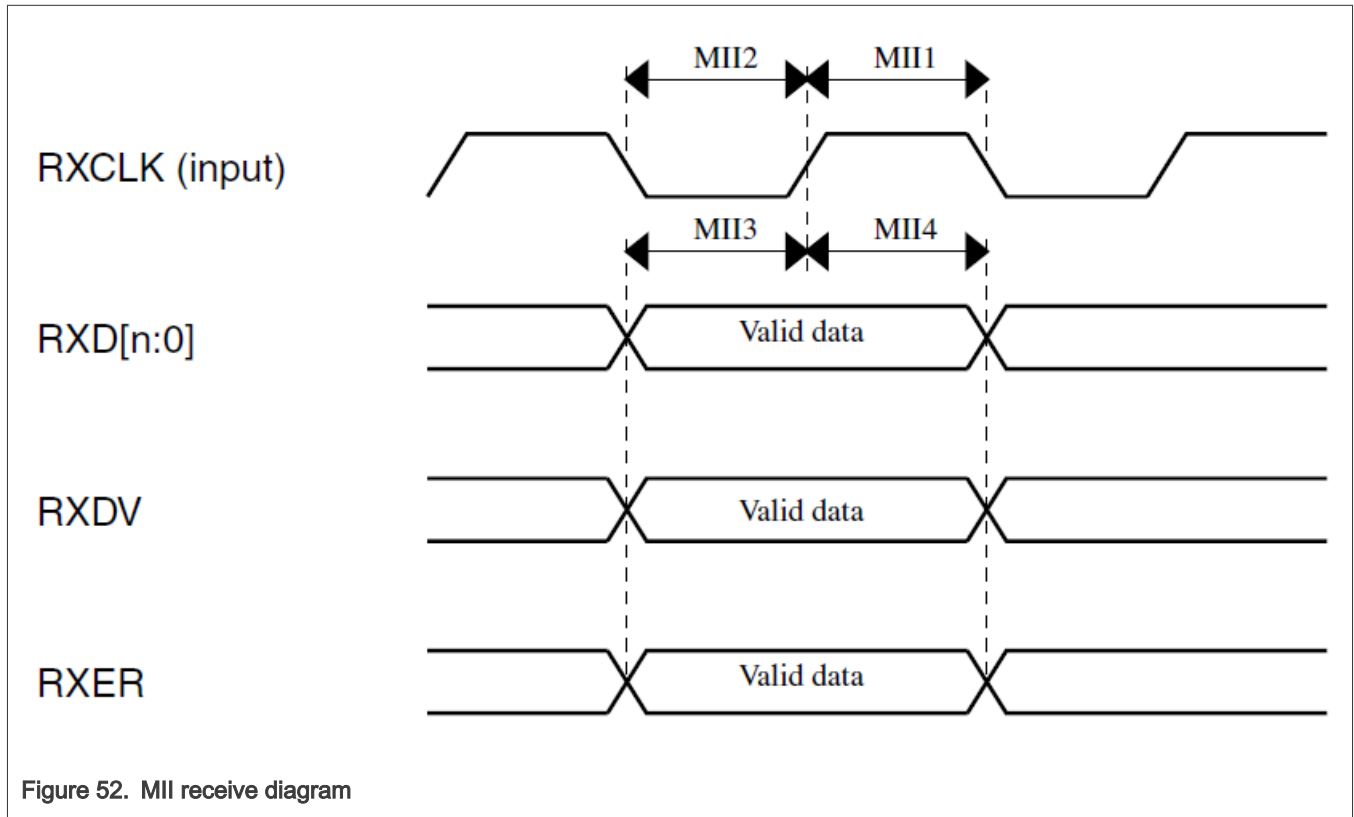 MII2 MII1
RXCLK (input)
MII3 MII4
RXD[n:0] Valid data
RXDV Valid data
RXER Valid data
Figure 52. MII receive diagram